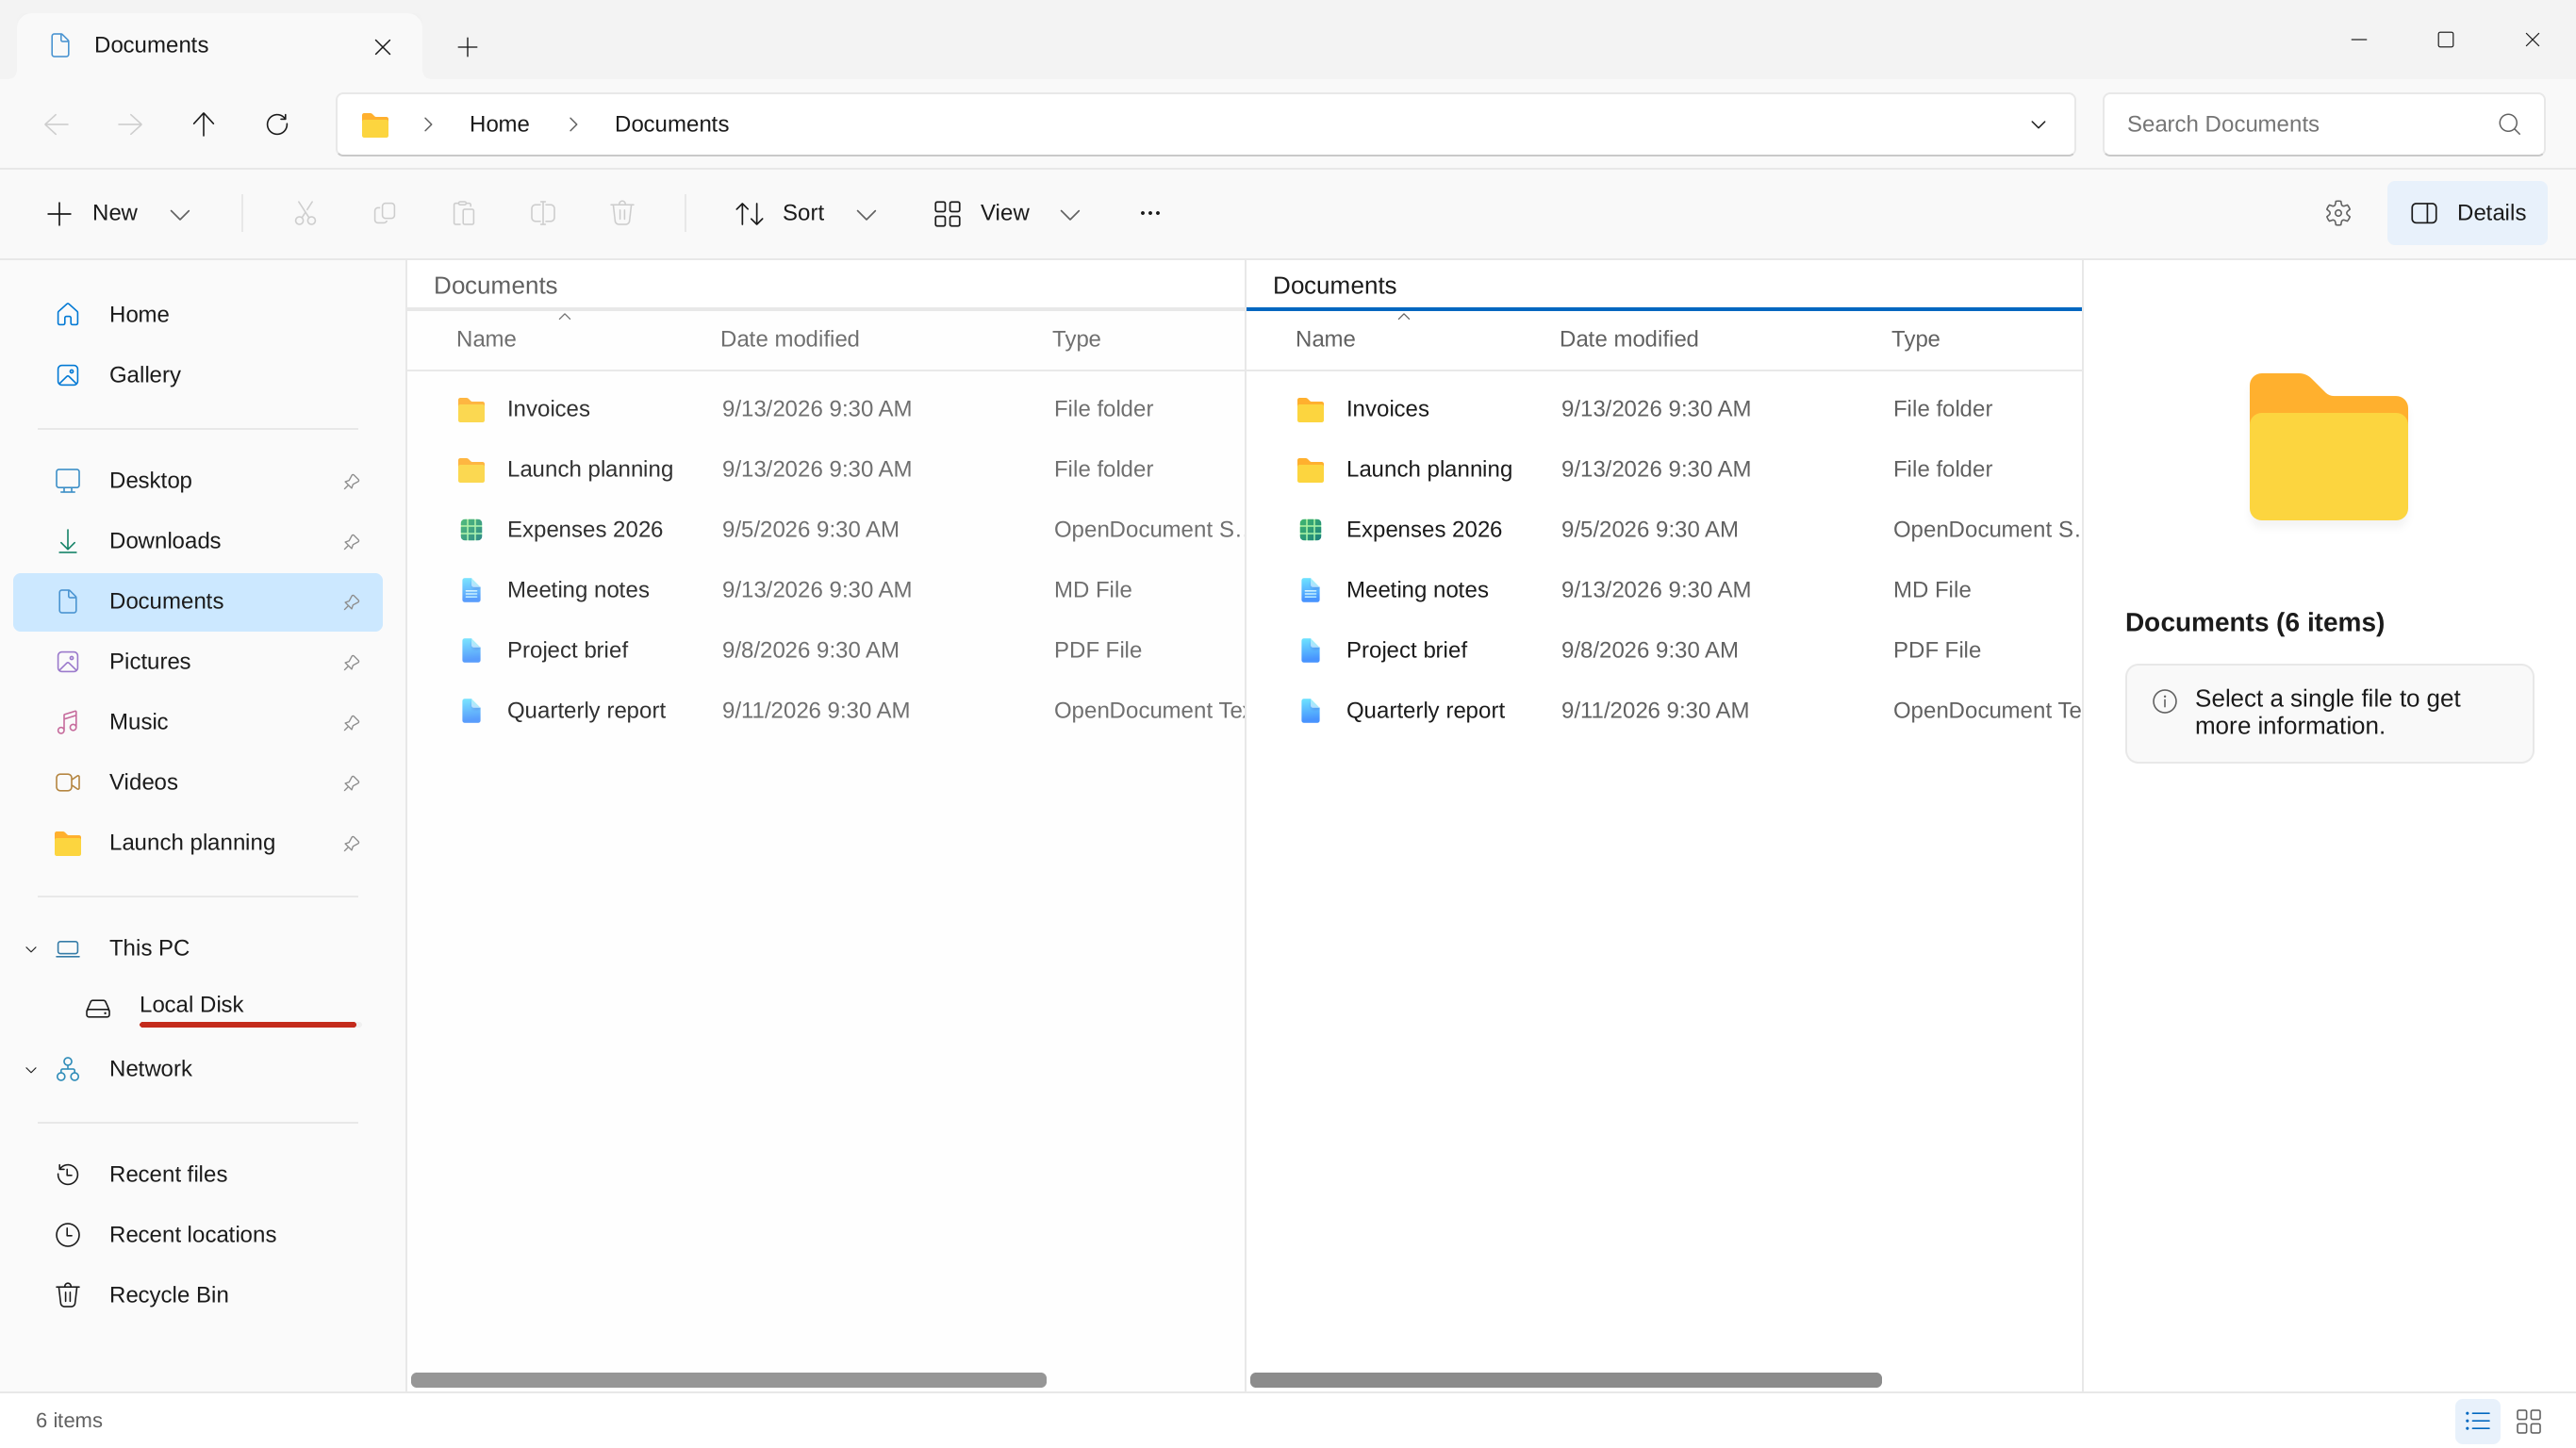 Documents
Home
Documents
Search Documents
New
Sort
View
Details
Home
Gallery
Desktop
Downloads
Documents
Pictures
Music
Videos
Launch planning
This PC
Local Disk
Network
Recent files
Recent locations
Recycle Bin
Documents
Name Date modified Type
Invoices 9/13/2026 9:30 AM File folder
Launch planning 9/13/2026 9:30 AM File folder
Expenses 2026 9/5/2026 9:30 AM OpenDocument S.
Meeting notes 9/13/2026 9:30 AM MD File
Project brief 9/8/2026 9:30 AM PDF File
Quarterly report 9/11/2026 9:30 AM OpenDocument Te
Documents
Name Date modified Type
Invoices 9/13/2026 9:30 AM File folder
Launch planning 9/13/2026 9:30 AM File folder
Expenses 2026 9/5/2026 9:30 AM OpenDocument S.
Meeting notes 9/13/2026 9:30 AM MD File
Project brief 9/8/2026 9:30 AM PDF File
Quarterly report 9/11/2026 9:30 AM OpenDocument Te
Documents (6 items)
Select a single file to get
more information.
6 items